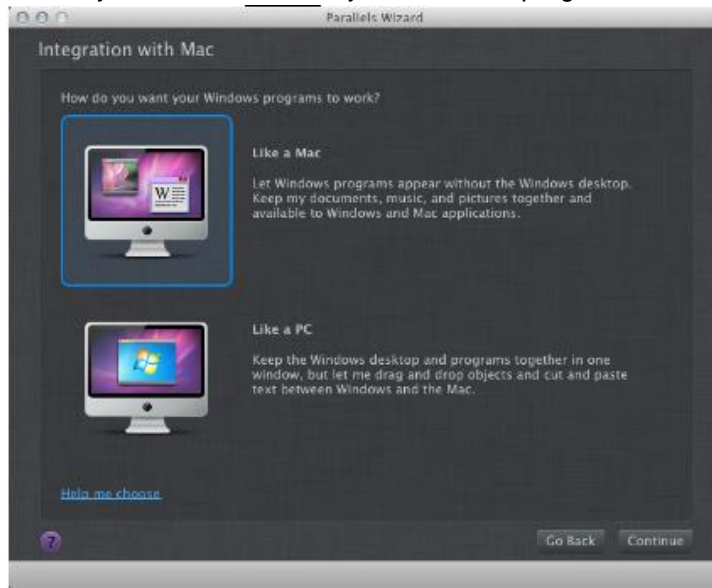 Parallels Wizard
Integration with Mac
How do you want your Windows programs to work?
Like a Mac
Let Windows programs appear without the Windows desktop.
Keep my documents, music, and pictures together and
available to Windows and Mac applications.
W
Like a PC
Keep the Windows desktop and programs together in one
window, but let me drag and drop objects and cut and paste
text between Windows and the Mac.
Help me choose
?
Go Back
Continue